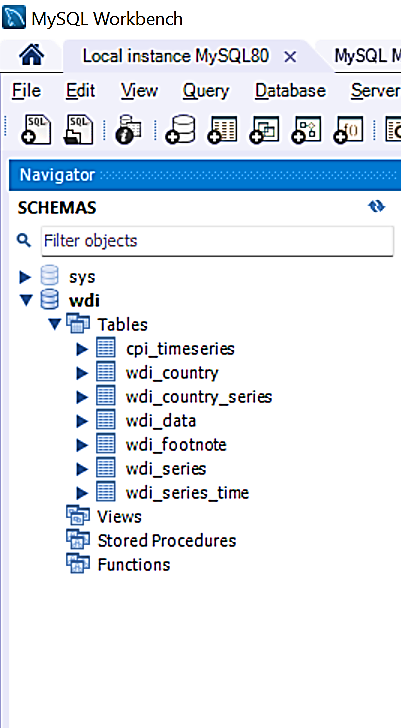 MySQL Workbench
Local instance MySQL80 × MySQL M
File Edit View Query Database Server
SQL SQL
Navigator
SCHEMAS
Filter objects
sys
wdi
Tables
cpi_timeseries
wdi_country
wdi_country_series
wdi_data
wdi_footnote
wdi_series
wdi_series_time
Views
Stored Procedures
Functions